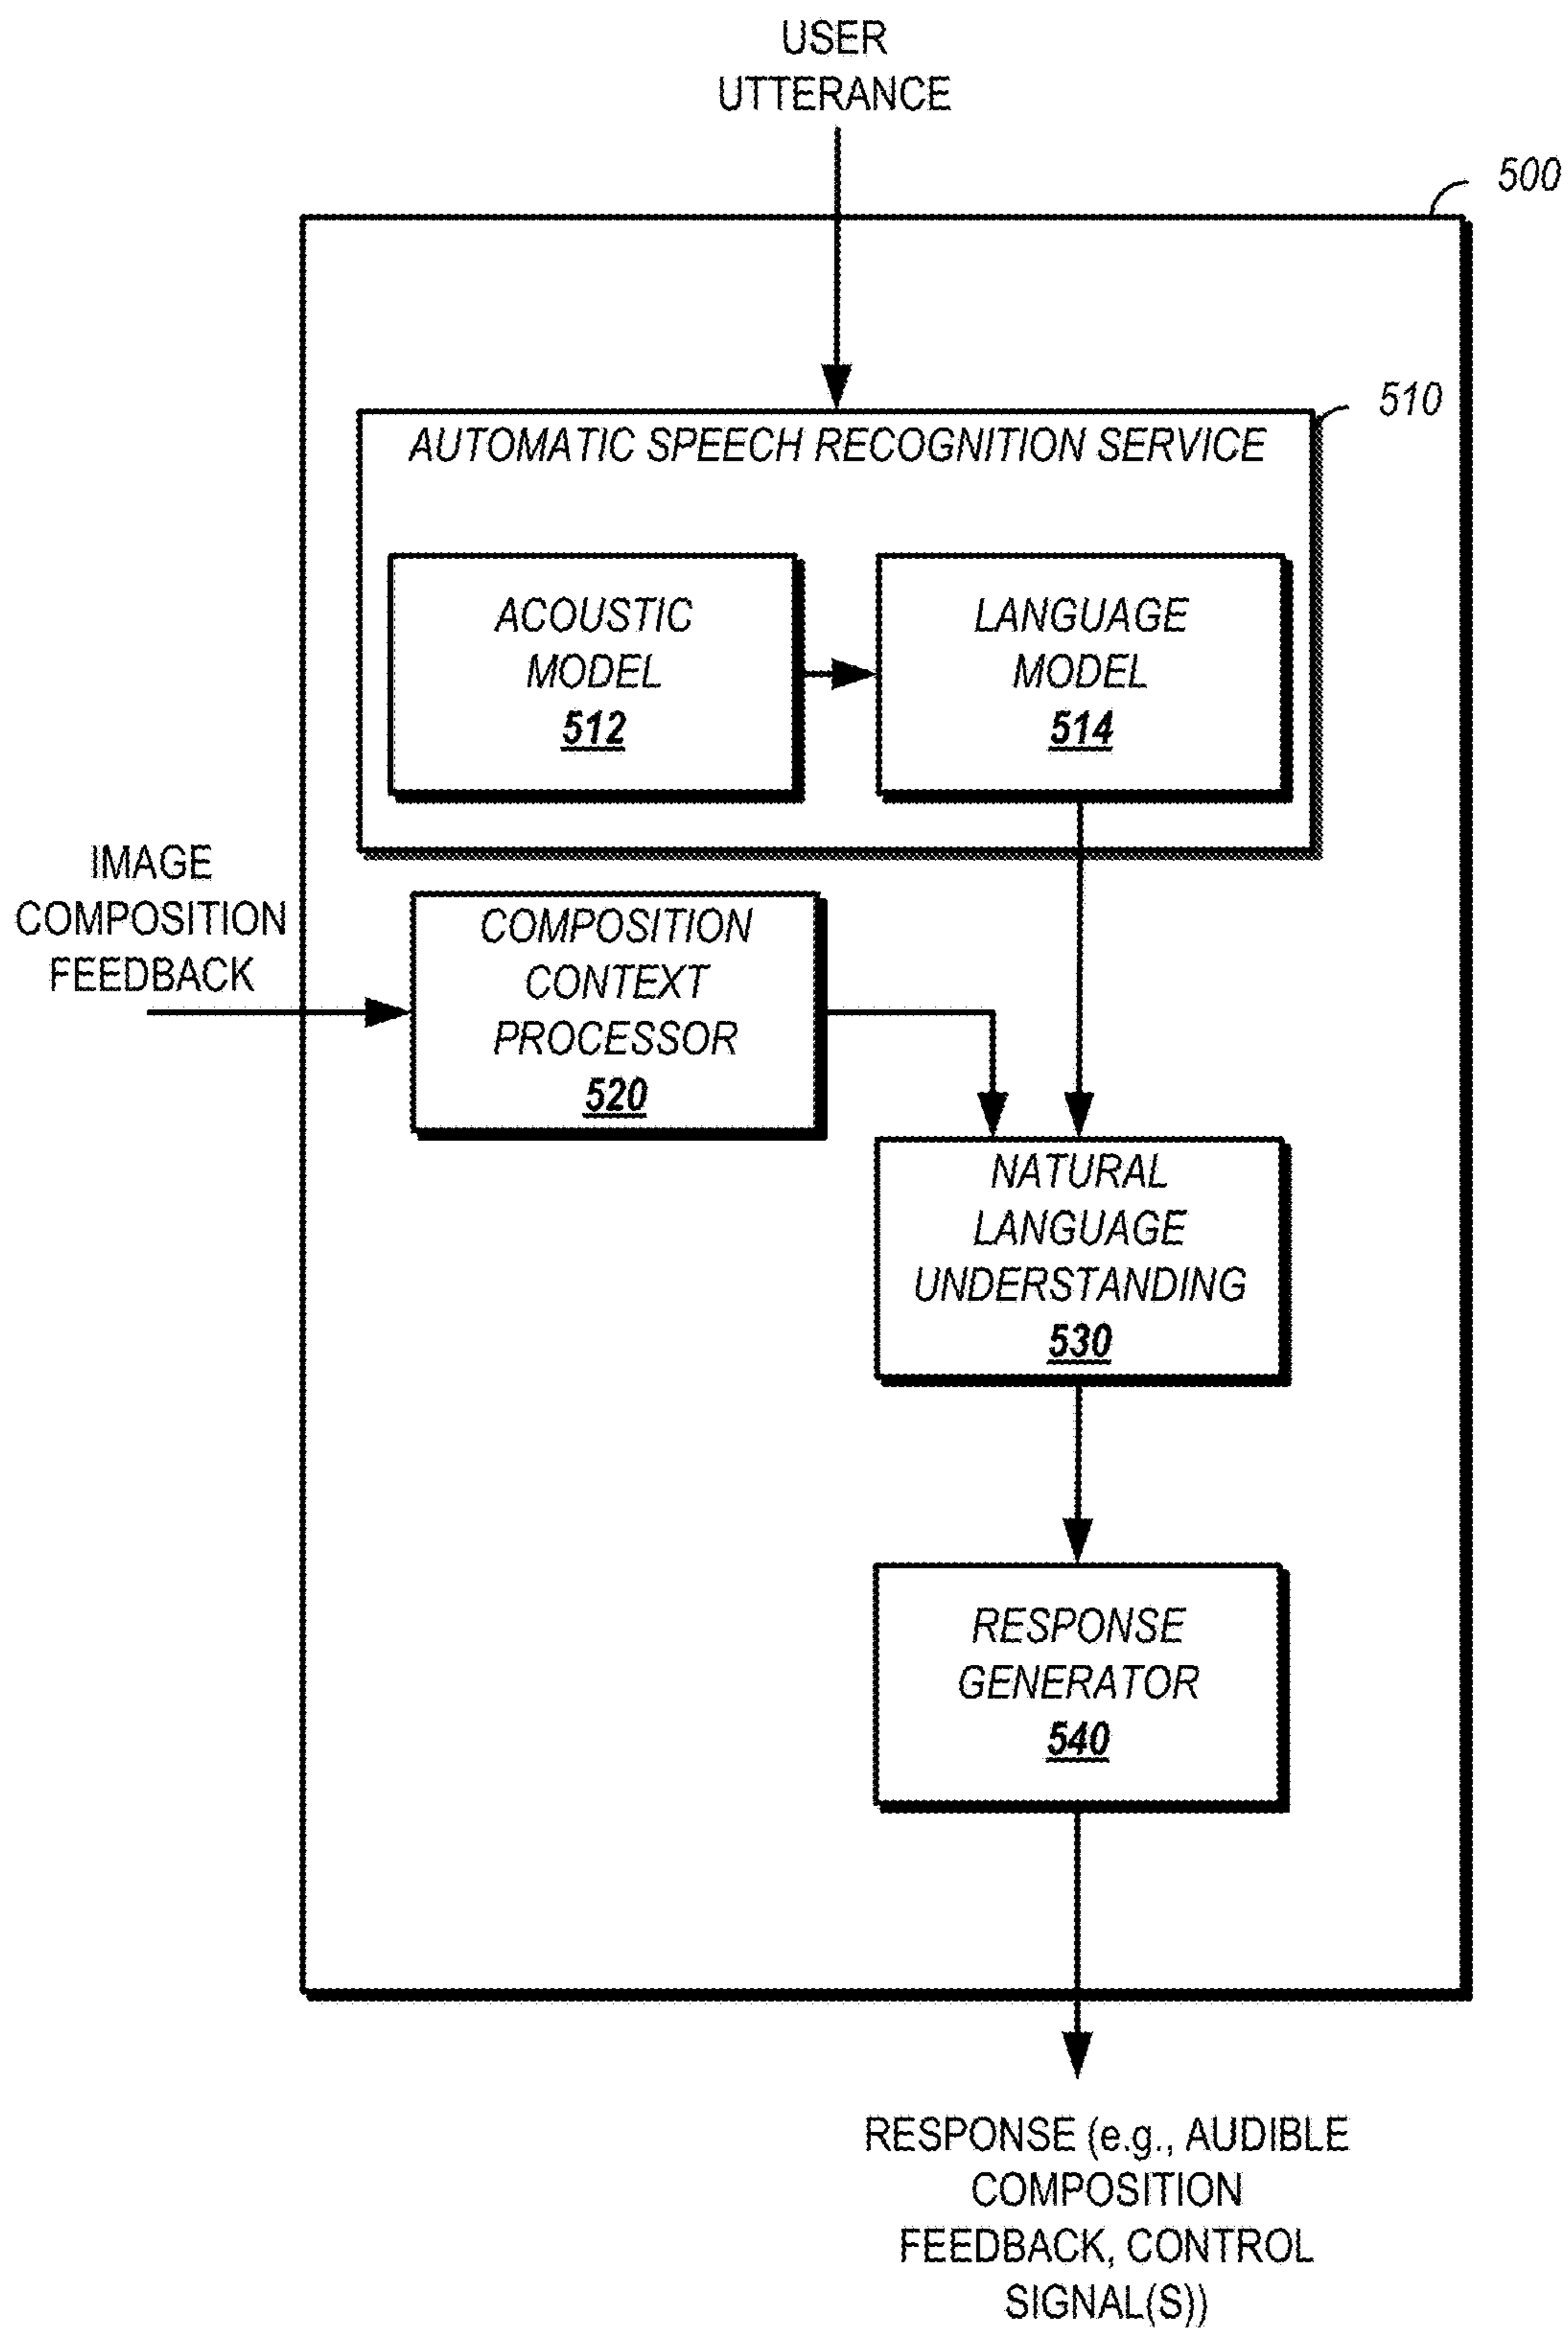 USER
UTTERANCE
500
510
AUTOMATIC SPEECH RECOGNITION SERVICE
ACOUSTIC
MODEL
512
LANGUAGE
MODEL
514
IMAGE
COMPOSITION
FEEDBACK
COMPOSITION
CONTEXT
PROCESSOR
520
NATURAL
LANGUAGE
UNDERSTANDING
530
RESPONSE
GENERATOR
540
RESPONSE (e.g., AUDIBLE
COMPOSITION
FEEDBACK, CONTROL
SIGNAL(S))